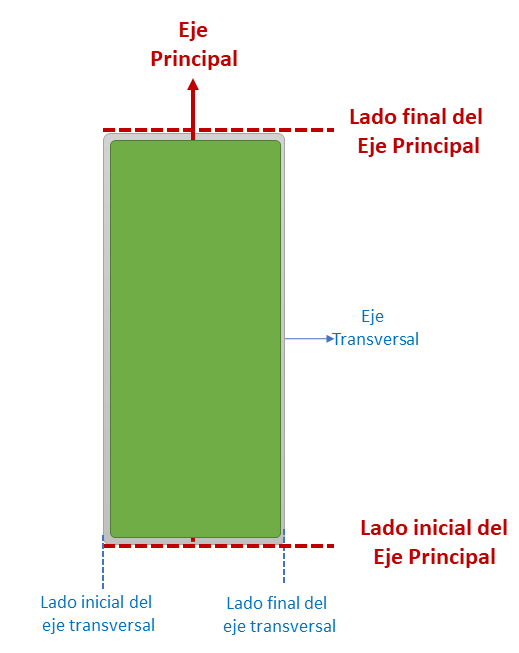 Eje
Principal
Lado final del
Eje Principal
Eje
Transversal
Lado inicial del
Eje Principal
Lado inicial del
eje transversal
Lado final del
eje transversal